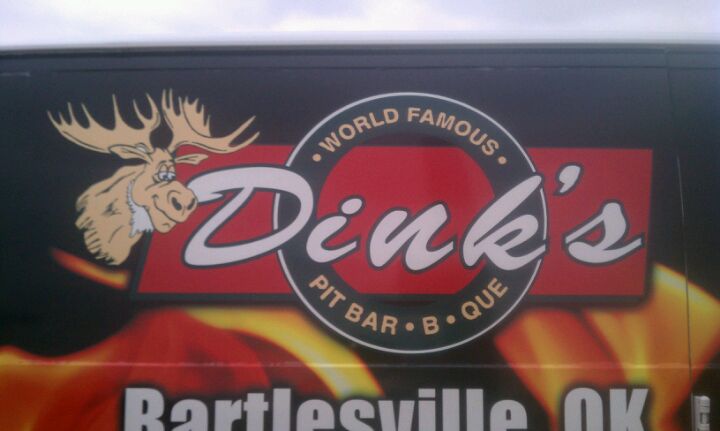 • WORLD FAMOUS •
Dink's
PIT BAR • B • QUE
Bartlesville, OK